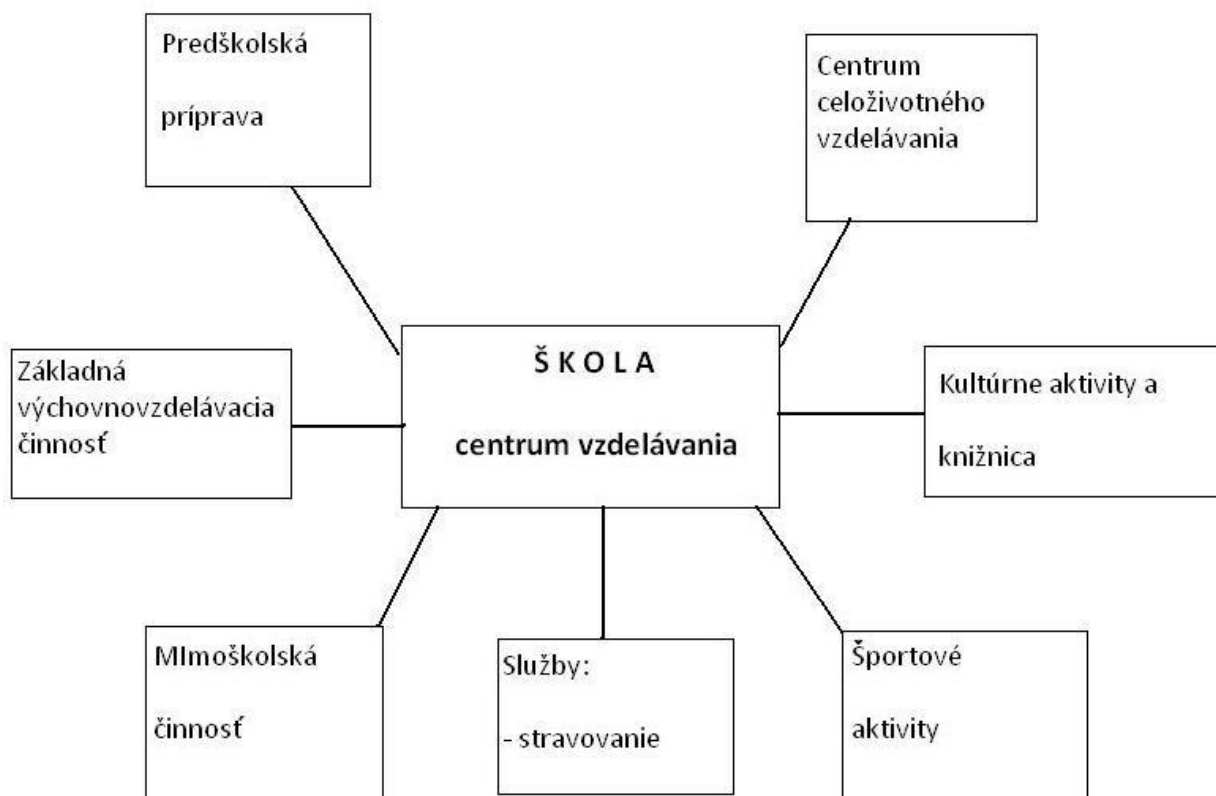 Predškolská
príprava
Centrum
celoživotného
vzdelávania
Š K O L A
centrum vzdelávania
Základná
výchovnovzdelávacia
činnosť
Kultúrne aktivity a
knižnica
MImoškolská
činnosť
Služby:
- stravovanie
Športové
aktivity